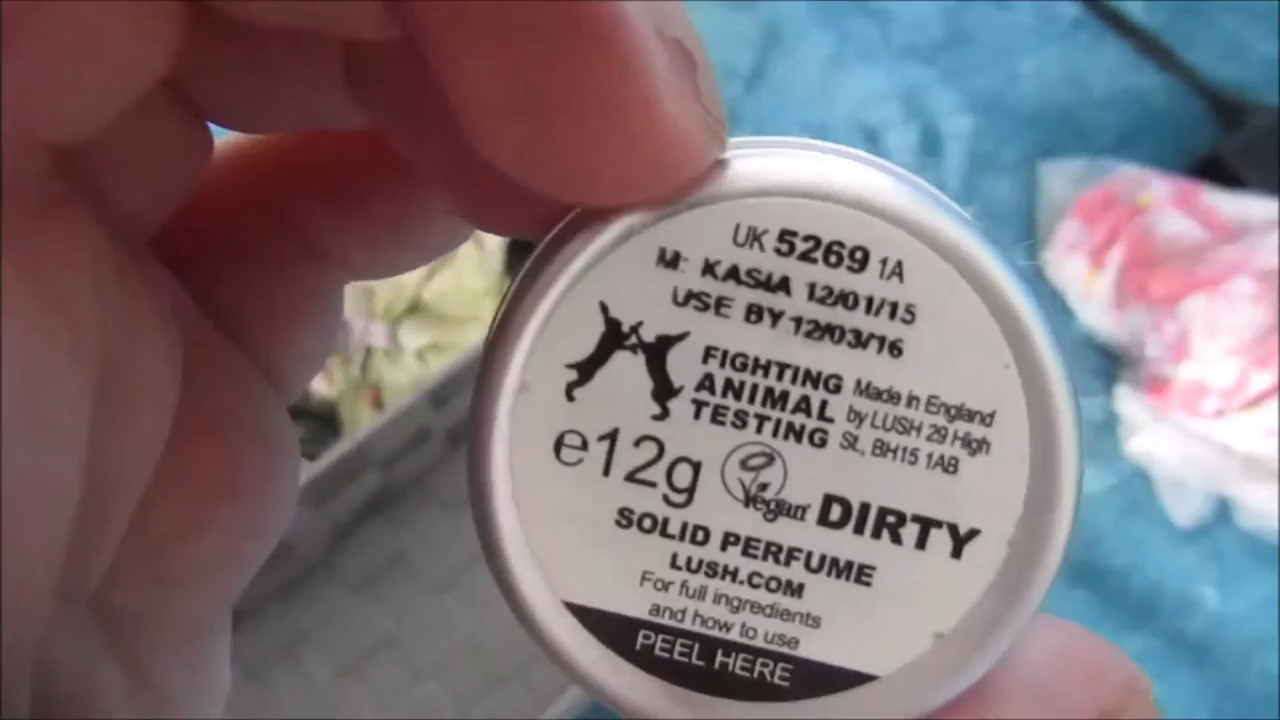 UK 5269 1A
M: KASIA 12/01/15
USE BY 12/03/16
FIGHTING
ANIMAL
TESTING
Made in England
by LUSH 29 High
St, BH15 1AB
e12g
Vegan
DIRTY
SOLID PERFUME
LUSH.COM
For full ingredients
and how to use
PEEL HERE